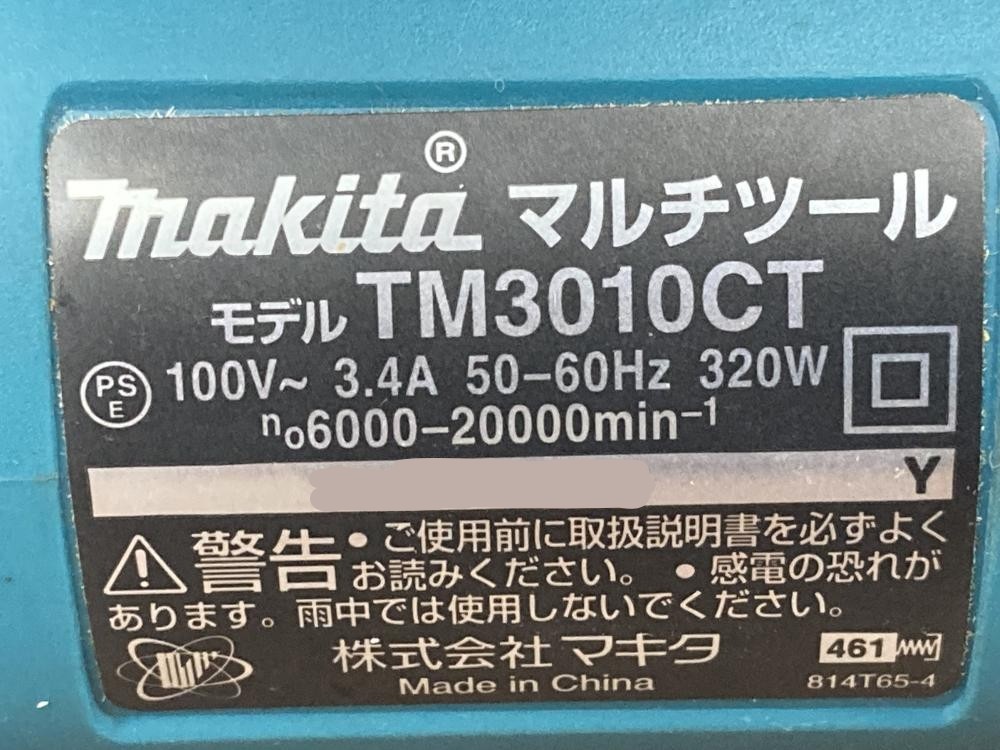 makita® マルチツール
モデル TM3010CT
PSE 100V~ 3.4A 50-60Hz 320W
n₀6000-20000min⁻¹
Y
⚠警告 • ご使用前に取扱説明書を必ずよく
お読みください。 • 感電の恐れが
あります。雨中では使用しないでください。
株式会社マキタ 461
Made in China 814T65-4